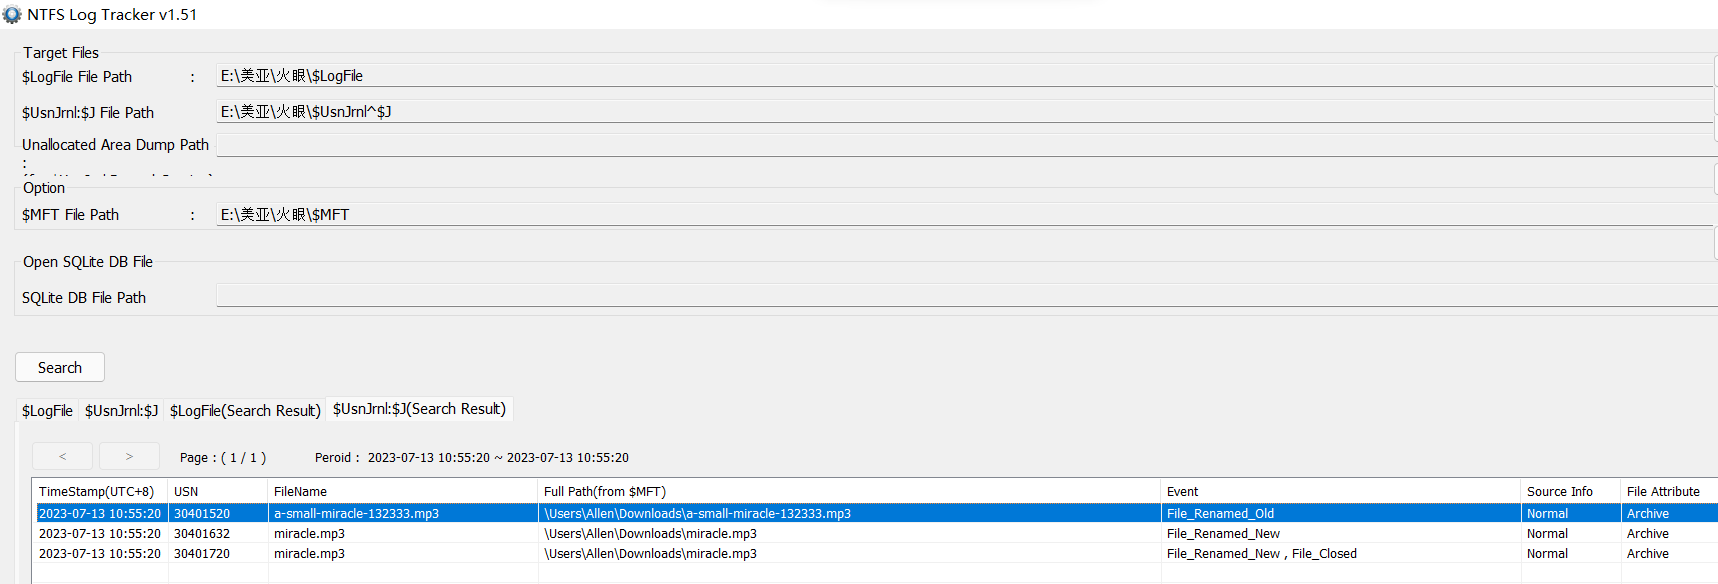 NTFS Log Tracker v1.51
Target Files
$LogFile File Path : E:\美亚\火眼\$LogFile
$UsnJrnl:$J File Path : E:\美亚\火眼\$UsnJrnl^$J
Unallocated Area Dump Path
:
Option
$MFT File Path : E:\美亚\火眼\$MFT
Open SQLite DB File
SQLite DB File Path
Search
$LogFile $UsnJrnl:$J $LogFile(Search Result) $UsnJrnl:$J(Search Result)
< > Page : ( 1 / 1 ) Peroid : 2023-07-13 10:55:20 ~ 2023-07-13 10:55:20
TimeStamp(UTC+8) USN FileName Full Path(from $MFT) Event Source Info File Attribute
2023-07-13 10:55:20 30401520 a-small-miracle-132333.mp3 \Users\Allen\Downloads\a-small-miracle-132333.mp3 File_Renamed_Old Normal Archive
2023-07-13 10:55:20 30401632 miracle.mp3 \Users\Allen\Downloads\miracle.mp3 File_Renamed_New Normal Archive
2023-07-13 10:55:20 30401720 miracle.mp3 \Users\Allen\Downloads\miracle.mp3 File_Renamed_New , File_Closed Normal Archive